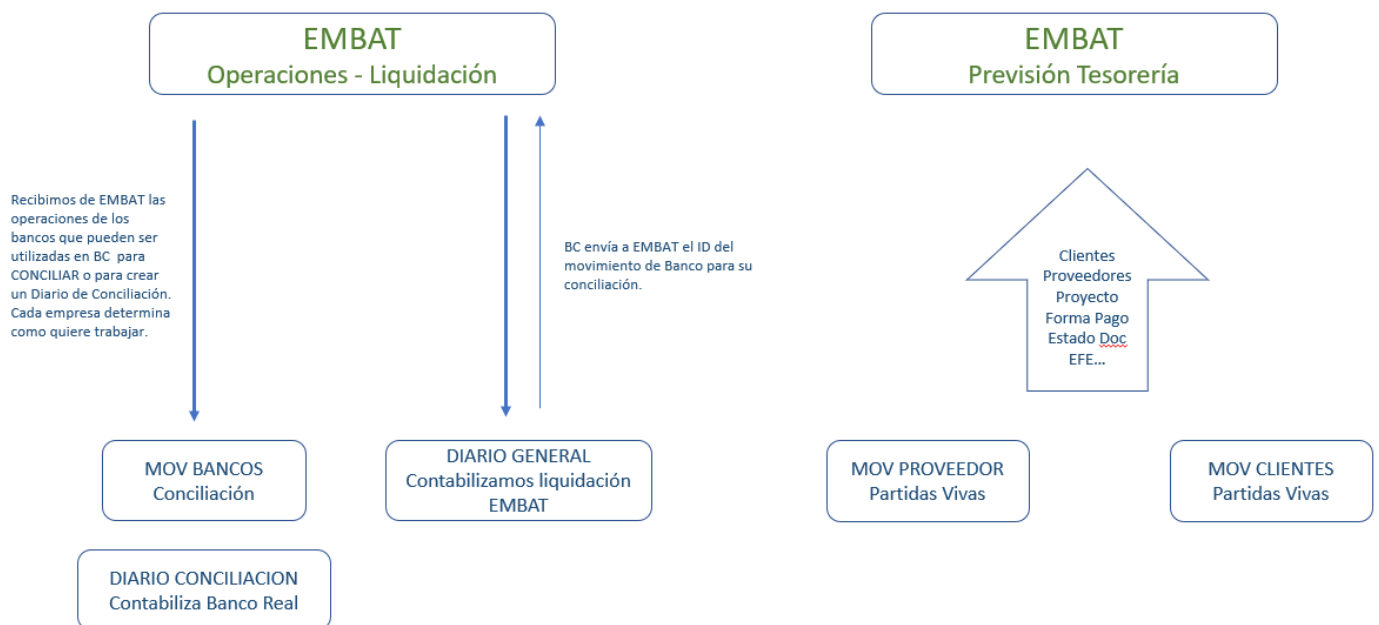 EMBAT
Operaciones - Liquidación
EMBAT
Previsión Tesorería
Recibimos de EMBAT las
operaciones de los
bancos que pueden ser
utilizadas en BC para
CONCILIAR o para crear
un Diario de Conciliación.
Cada empresa determina
como quiere trabajar.
BC envía a EMBAT el ID del
movimiento de Banco para su
conciliación.
Clientes
Proveedores
Proyecto
Forma Pago
Estado Doc
EFE...
MOV BANCOS
Conciliación
DIARIO GENERAL
Contabilizamos liquidación
EMBAT
MOV PROVEEDOR
Partidas Vivas
MOV CLIENTES
Partidas Vivas
DIARIO CONCILIACION
Contabiliza Banco Real